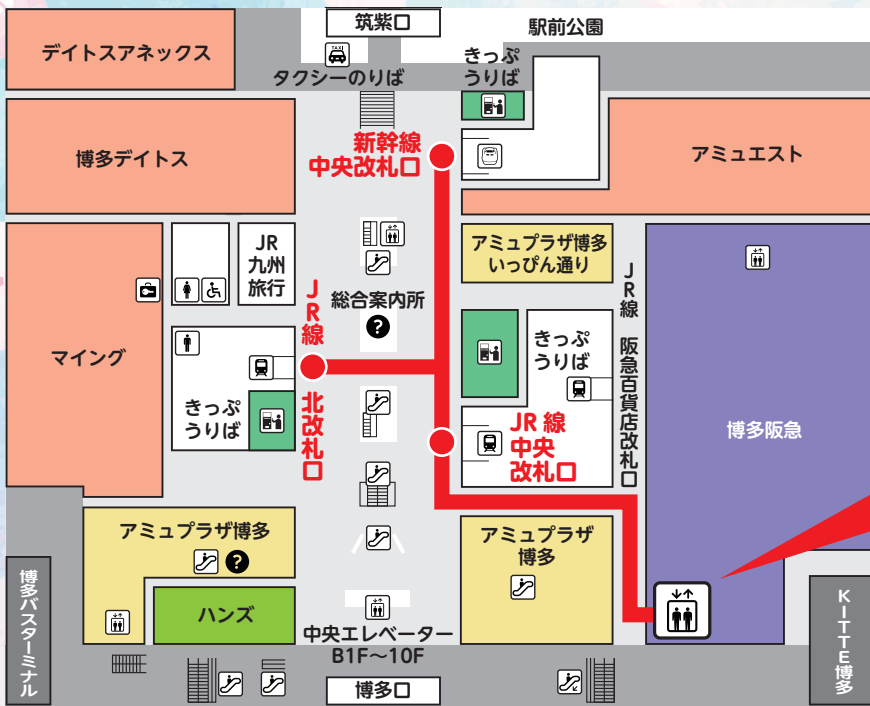 筑紫口
駅前公園
デイトスアネックス
TAXI
タクシーのりば
きっぷ
うりば
新幹線
中央改札口
博多デイトス
アミュエスト
JR
九州
旅行
アミュプラザ博多
いっぴん通り
JR線
北改札口
総合案内所
?
JR線 阪急百貨店改札口
きっぷ
うりば
マイング
きっぷ
うりば
JR 線
中央
改札口
博多阪急
アミュプラザ博多
?
アミュプラザ
博多
ハンズ
中央エレベーター
B1F〜10F
博多口
博多バスターミナル
KITTE博多